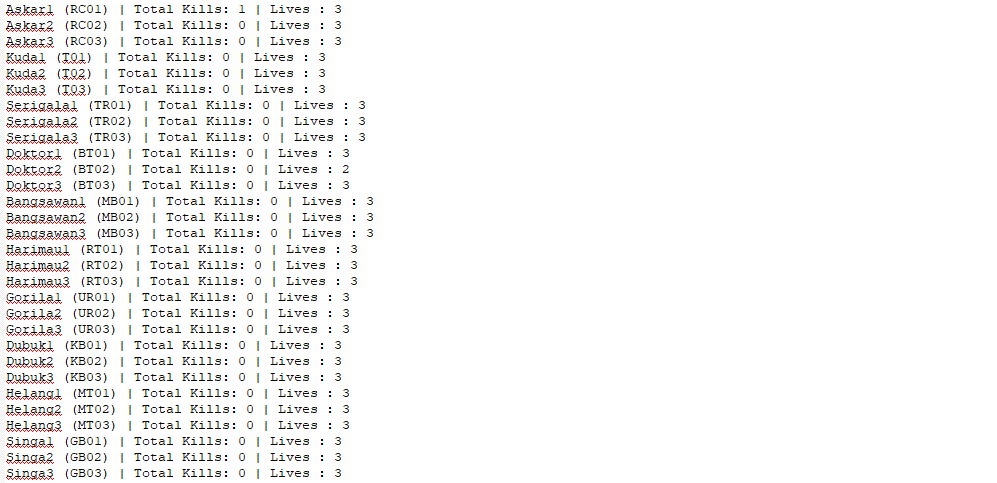 Askar1 (RC01) | Total Kills: 1 | Lives : 3
Askar2 (RC02) | Total Kills: 0 | Lives : 3
Askar3 (RC03) | Total Kills: 0 | Lives : 3
Kuda1 (T01) | Total Kills: 0 | Lives : 3
Kuda2 (T02) | Total Kills: 0 | Lives : 3
Kuda3 (T03) | Total Kills: 0 | Lives : 3
Serigala1 (TR01) | Total Kills: 0 | Lives : 3
Serigala2 (TR02) | Total Kills: 0 | Lives : 3
Serigala3 (TR03) | Total Kills: 0 | Lives : 3
Doktor1 (BT01) | Total Kills: 0 | Lives : 3
Doktor2 (BT02) | Total Kills: 0 | Lives : 2
Doktor3 (BT03) | Total Kills: 0 | Lives : 3
Bangsawan1 (MB01) | Total Kills: 0 | Lives : 3
Bangsawan2 (MB02) | Total Kills: 0 | Lives : 3
Bangsawan3 (MB03) | Total Kills: 0 | Lives : 3
Harimau1 (RT01) | Total Kills: 0 | Lives : 3
Harimau2 (RT02) | Total Kills: 0 | Lives : 3
Harimau3 (RT03) | Total Kills: 0 | Lives : 3
Gorila1 (UR01) | Total Kills: 0 | Lives : 3
Gorila2 (UR02) | Total Kills: 0 | Lives : 3
Gorila3 (UR03) | Total Kills: 0 | Lives : 3
Dubuk1 (KB01) | Total Kills: 0 | Lives : 3
Dubuk2 (KB02) | Total Kills: 0 | Lives : 3
Dubuk3 (KB03) | Total Kills: 0 | Lives : 3
Helang1 (MT01) | Total Kills: 0 | Lives : 3
Helang2 (MT02) | Total Kills: 0 | Lives : 3
Helang3 (MT03) | Total Kills: 0 | Lives : 3
Singa1 (GB01) | Total Kills: 0 | Lives : 3
Singa2 (GB02) | Total Kills: 0 | Lives : 3
Singa3 (GB03) | Total Kills: 0 | Lives : 3